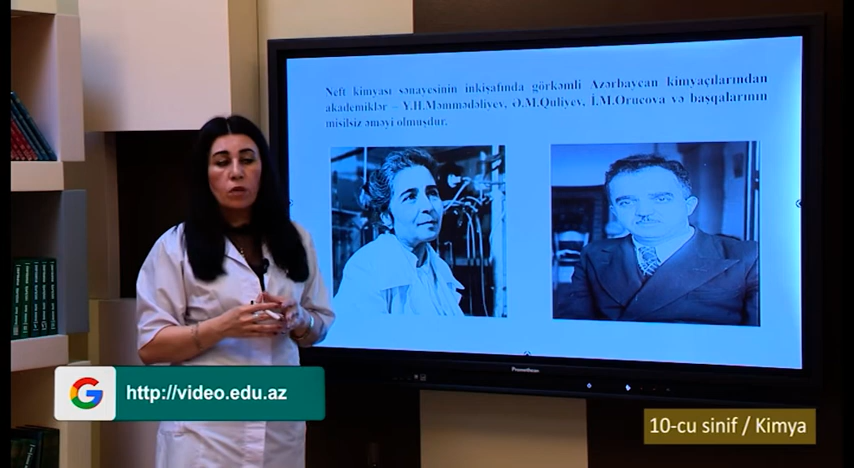 Neft kimyası sənayesinin inkişafında görkəmli Azərbaycan kimyaçılarından
akademiklər – Y.H.Məmmədəliyev, Ə.M.Quliyev, İ.M.Orucova və başqalarının
misilsiz əməyi olmuşdur.
Promethean
G
http://video.edu.az
10-cu sinif / Kimya